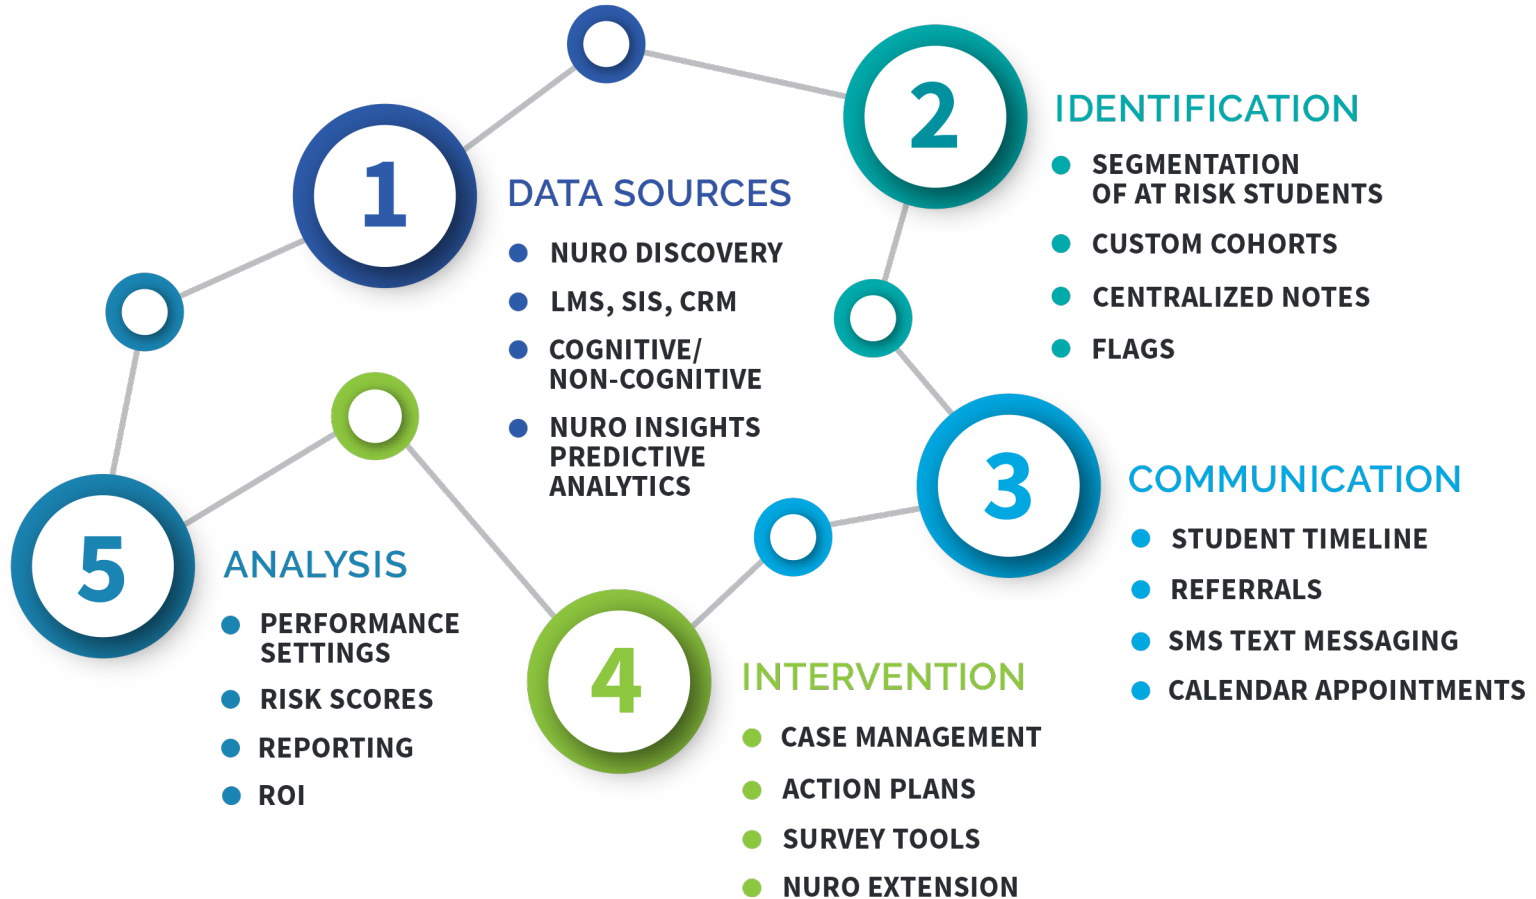 1
DATA SOURCES
NURO DISCOVERY
LMS, SIS, CRM
COGNITIVE/
NON-COGNITIVE
NURO INSIGHTS
PREDICTIVE
ANALYTICS
2
IDENTIFICATION
SEGMENTATION
OF AT RISK STUDENTS
CUSTOM COHORTS
CENTRALIZED NOTES
FLAGS
3
COMMUNICATION
STUDENT TIMELINE
REFERRALS
SMS TEXT MESSAGING
CALENDAR APPOINTMENTS
4
INTERVENTION
CASE MANAGEMENT
ACTION PLANS
SURVEY TOOLS
NURO EXTENSION
5
ANALYSIS
PERFORMANCE
SETTINGS
RISK SCORES
REPORTING
ROI